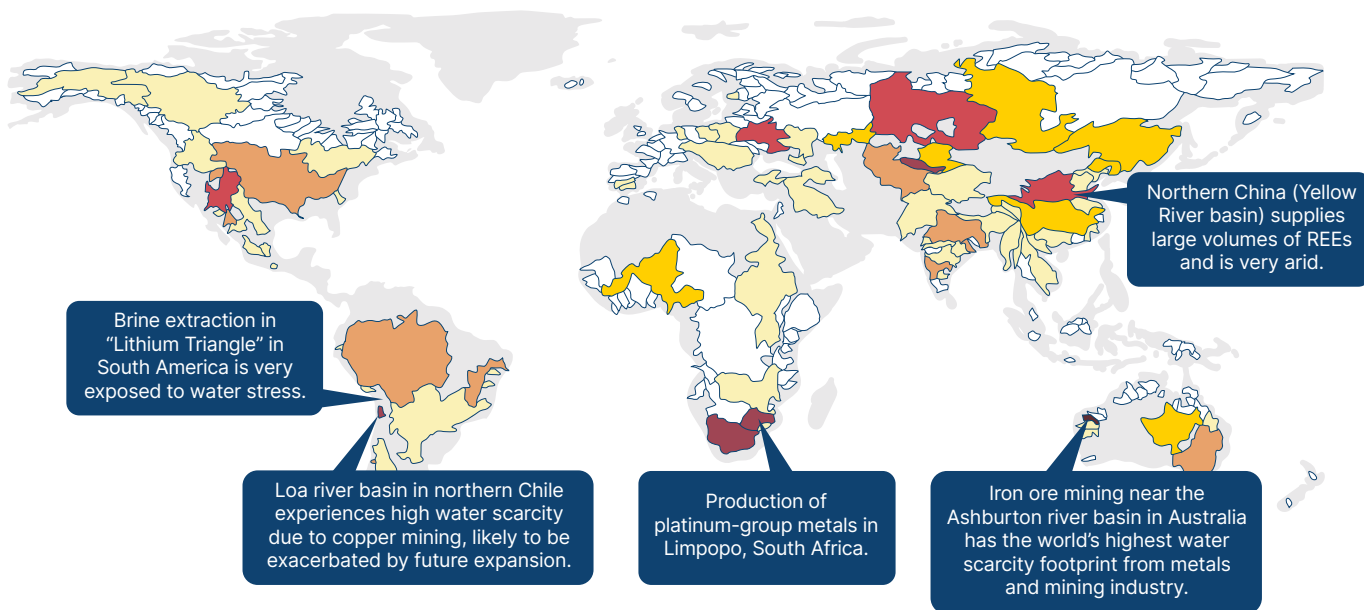 Northern China (Yellow
River basin) supplies
large volumes of REEs
and is very arid.
Brine extraction in
“Lithium Triangle” in
South America is very
exposed to water stress.
Loa river basin in northern Chile
experiences high water scarcity
due to copper mining, likely to be
exacerbated by future expansion.
Production of
platinum-group metals in
Limpopo, South Africa.
Iron ore mining near the
Ashburton river basin in Australia
has the world’s highest water
scarcity footprint from metals
and mining industry.